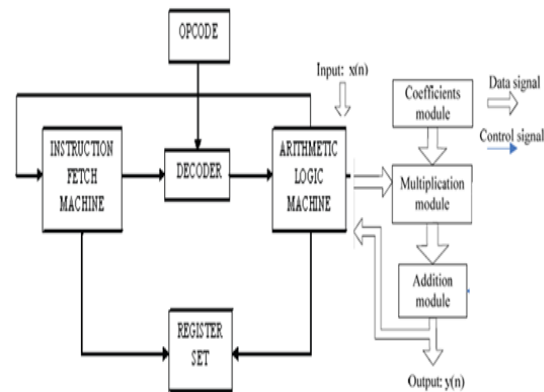 OPCODE
Input: x(n)
Coefficients
module
Data signal
Control signal
INSTRUCTION
FETCH
MACHINE
DECODER
ARITHMETIC
LOGIC
MACHINE
Multiplication
module
Addition
module
REGISTER
SET
Output: y(n)